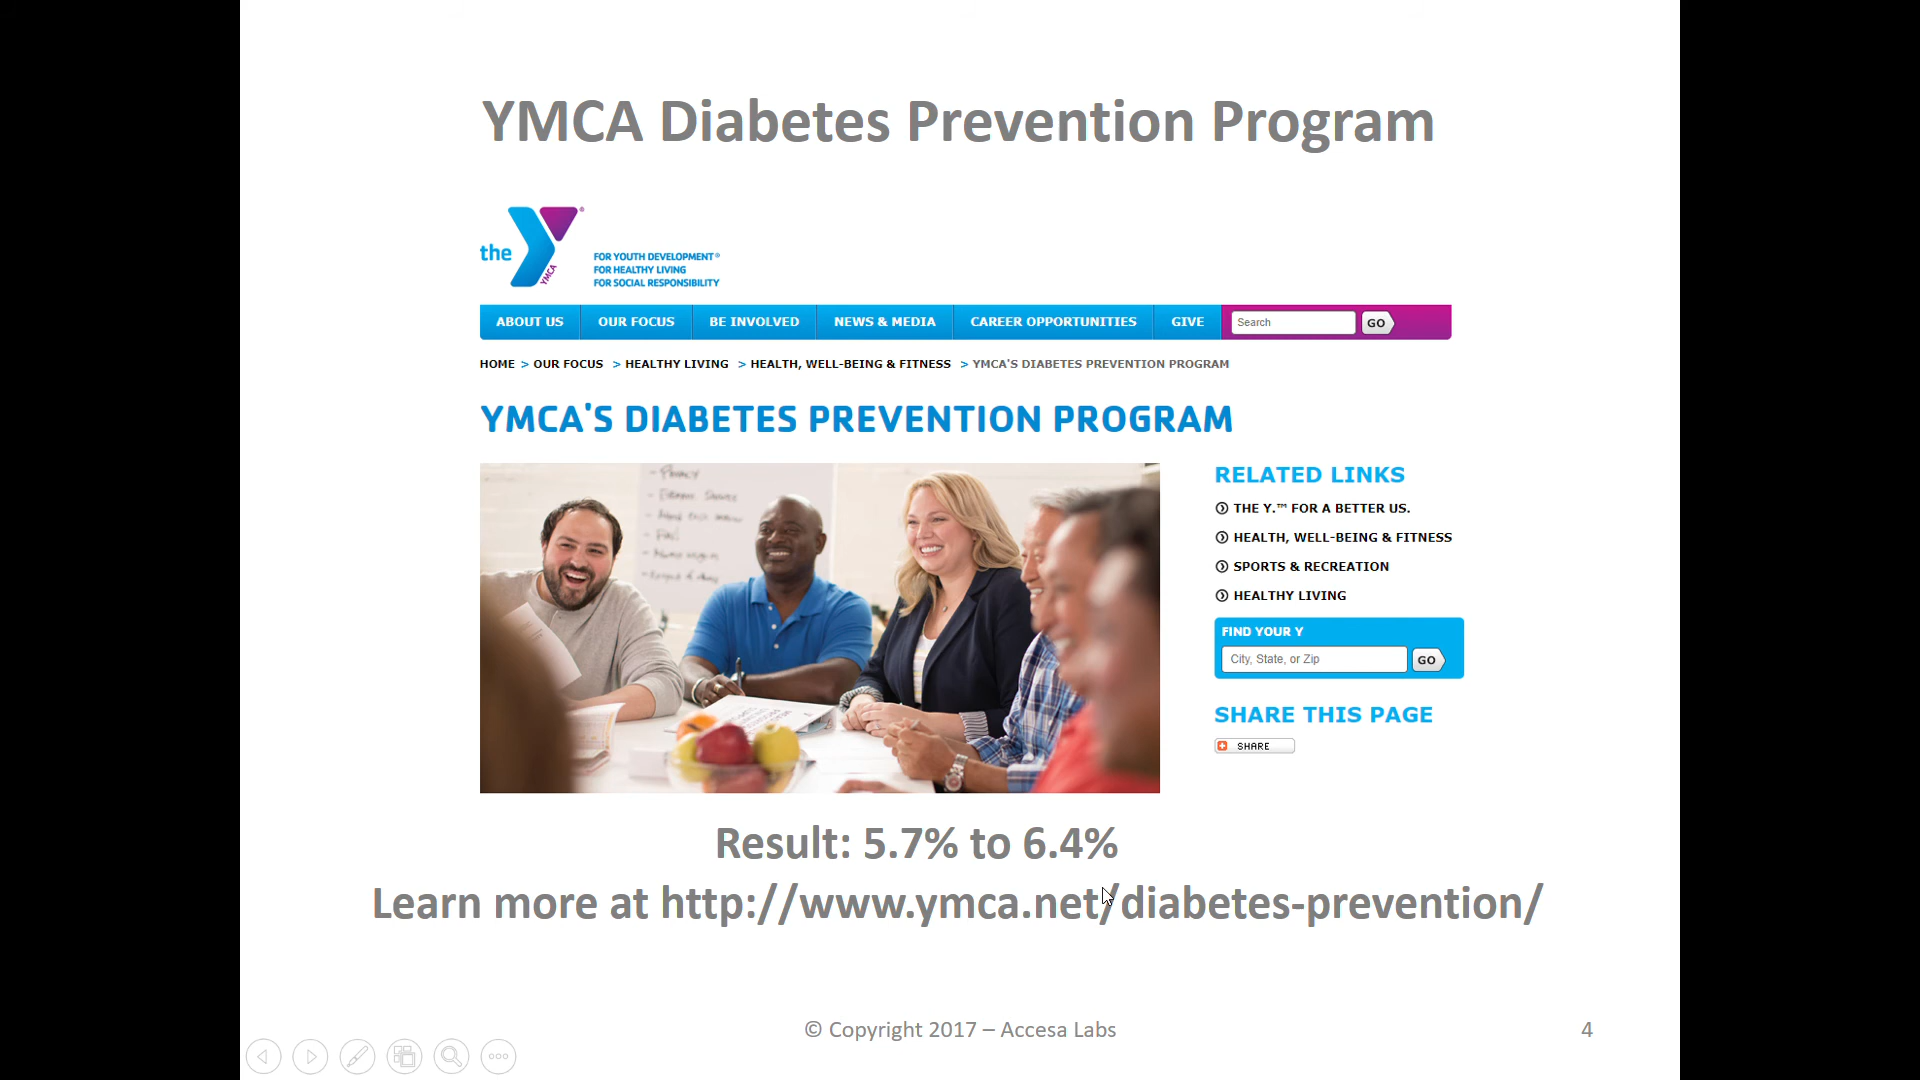 YMCA Diabetes Prevention Program
the
YMCA
FOR YOUTH DEVELOPMENT®
FOR HEALTHY LIVING
FOR SOCIAL RESPONSIBILITY
ABOUT US OUR FOCUS BE INVOLVED NEWS & MEDIA CAREER OPPORTUNITIES GIVE Search GO
HOME > OUR FOCUS > HEALTHY LIVING > HEALTH, WELL-BEING & FITNESS > YMCA'S DIABETES PREVENTION PROGRAM
YMCA'S DIABETES PREVENTION PROGRAM
- PRIVACY
RELATED LINKS
THE Y.™ FOR A BETTER US.
HEALTH, WELL-BEING & FITNESS
SPORTS & RECREATION
HEALTHY LIVING
FIND YOUR Y
City, State, or Zip GO
SHARE THIS PAGE
SHARE
Result: 5.7% to 6.4%
Learn more at http://www.ymca.net/diabetes-prevention/
© Copyright 2017 – Accesa Labs
4